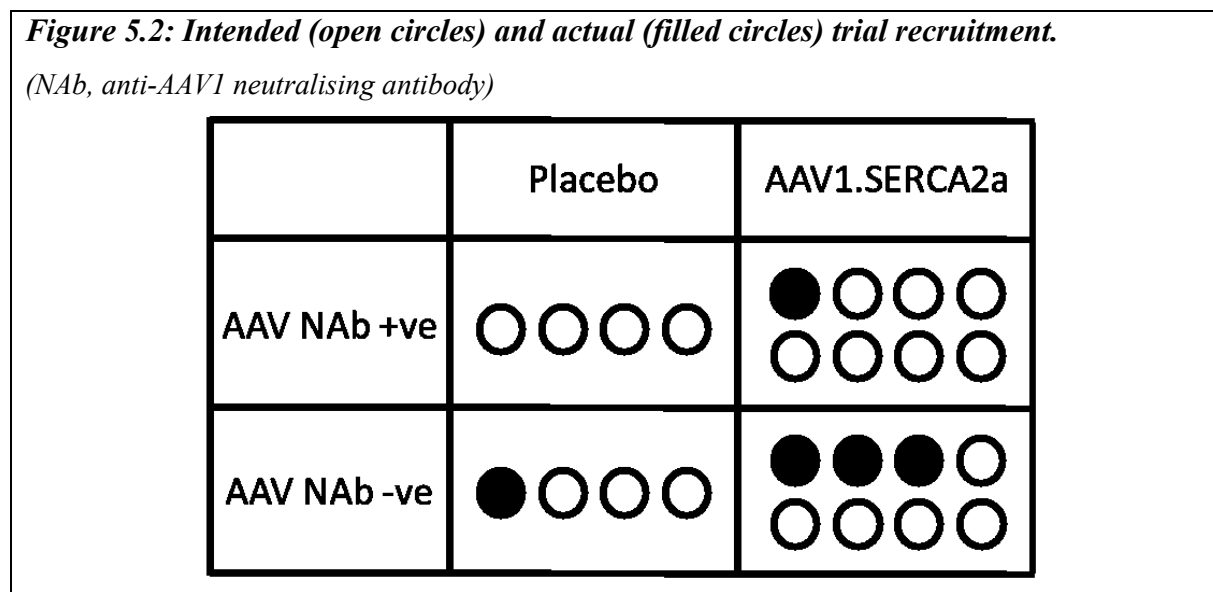 Figure 5.2: Intended (open circles) and actual (filled circles) trial recruitment.
(NAb, anti-AAV1 neutralising antibody)
Placebo AAV1.SERCA2a
AAV NAb +ve
AAV NAb -ve